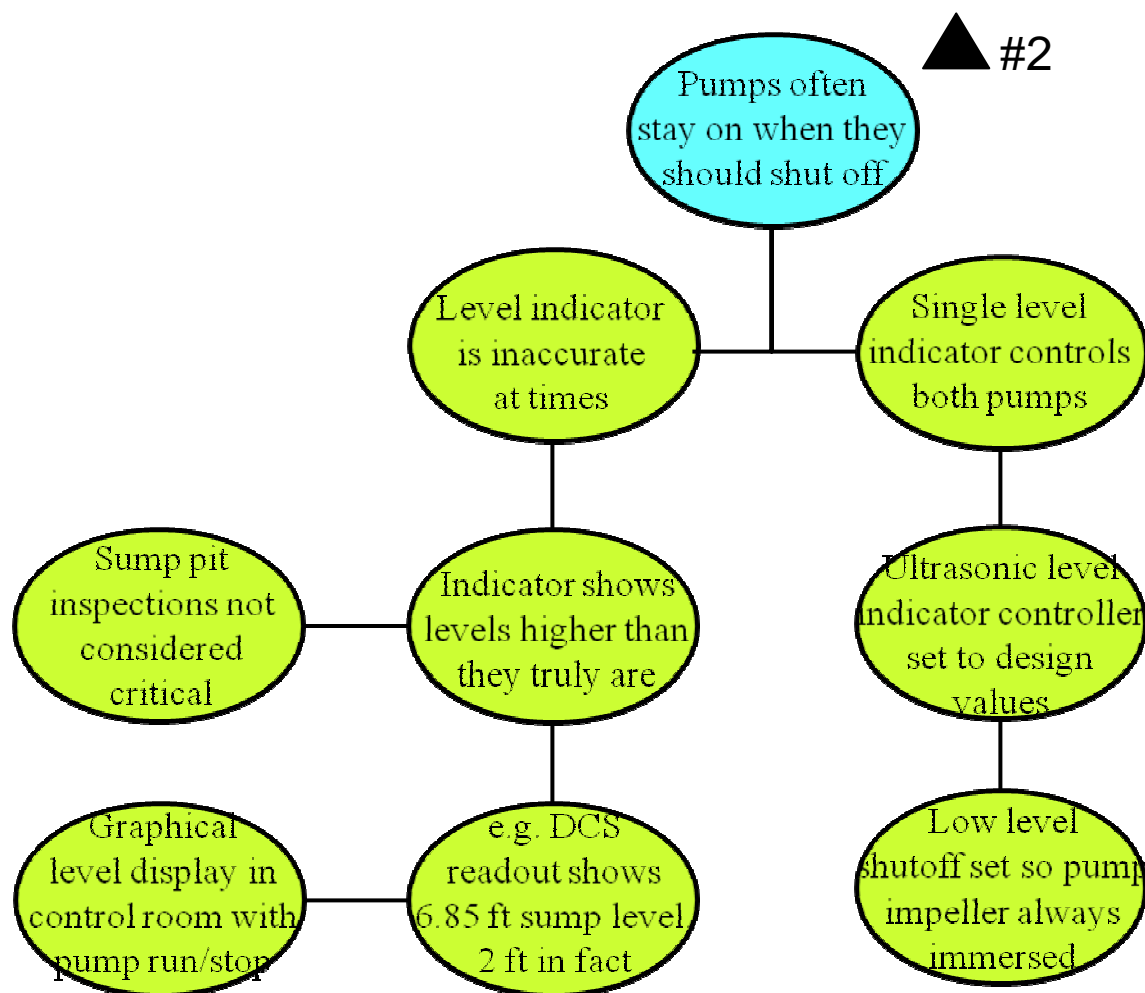 #2
Pumps often
stay on when they
should shut off
Level indicator
is inaccurate
at times
Single level
indicator controls
both pumps
Sump pit
inspections not
considered
critical
Indicator shows
levels higher than
they truly are
Ultrasonic level
indicator controller
set to design
values
Graphical
level display in
control room with
pump run/stop
e.g. DCS
readout shows
6.85 ft sump level,
2 ft in fact
Low level
shutoff set so pump
impeller always
immersed